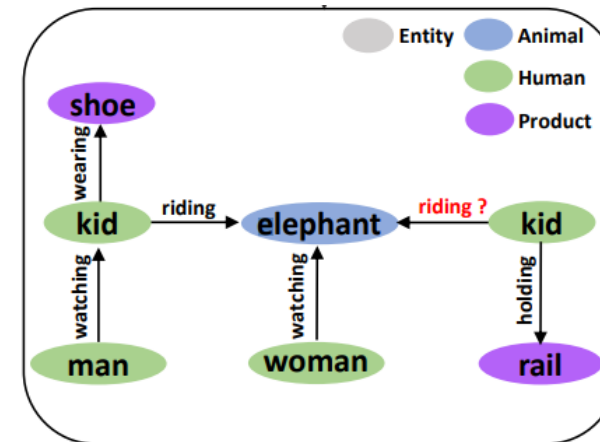 Entity
Animal
Human
Product
shoe
wearing
kid
riding
elephant
riding ?
kid
watching
watching
holding
man
woman
rail